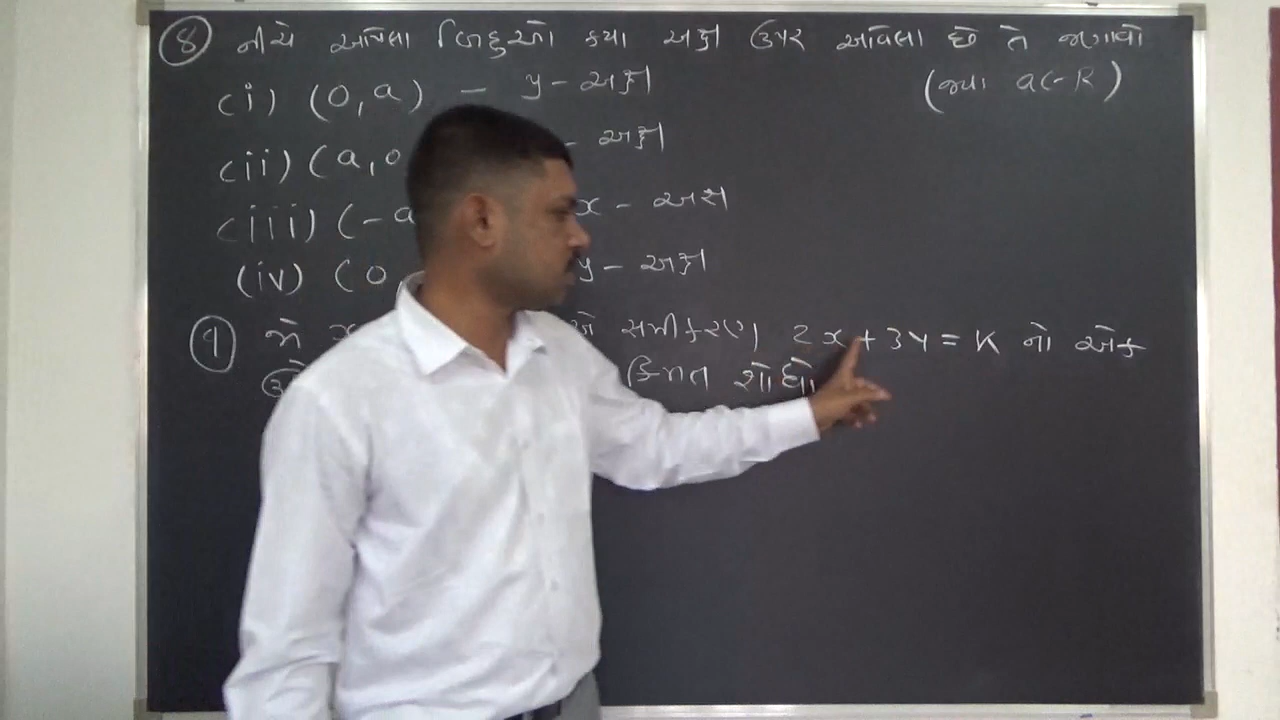 8 નીચે આપેલા બિંદુઓ કયા અક્ષ ઉપર આવેલા છે તે જણાવો
(i) (0,a) - y-અક્ષ (જ્યાં a∈R)
(ii) (a,0 - અક્ષ
(iii) (-a x - અક્ષ
(iv) (0 y - અક્ષ
9 જો x સમીકરણ 2x+3y=K નો એક
કિંમત શોધો